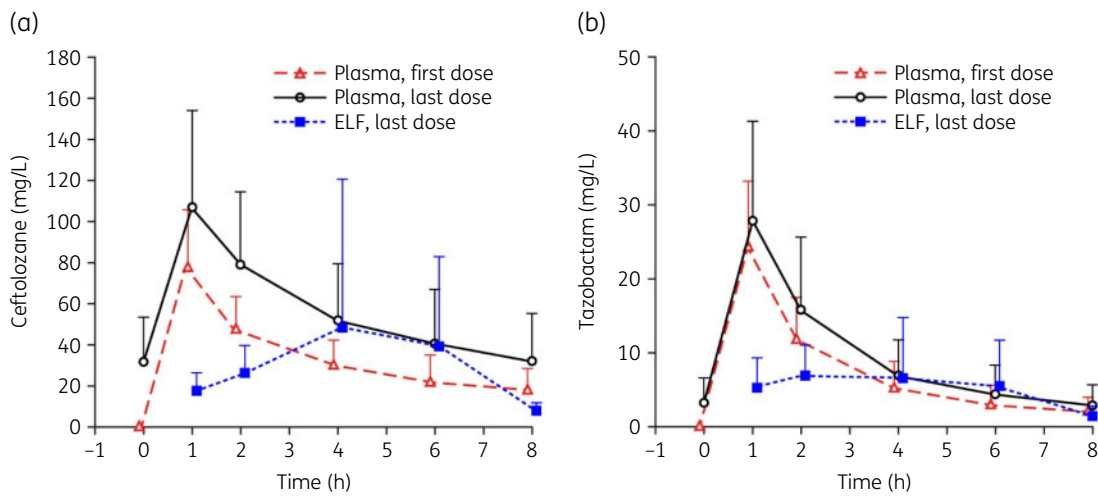 (a)
180
160
140
120
100
80
60
40
20
0
Ceftolozane (mg/L)
Plasma, first dose
Plasma, last dose
ELF, last dose
−1 0 1 2 3 4 5 6 7 8
Time (h)
(b)
50
40
30
20
10
0
Tazobactam (mg/L)
Plasma, first dose
Plasma, last dose
ELF, last dose
−1 0 1 2 3 4 5 6 7 8
Time (h)